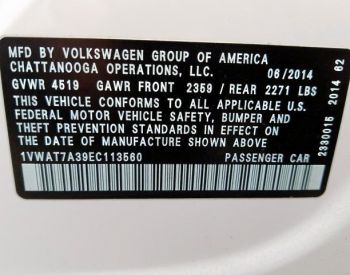 MFD BY VOLKSWAGEN GROUP OF AMERICA
CHATTANOOGA OPERATIONS, LLC. 06/2014
GVWR 4519 GAWR FRONT 2359 / REAR 2271 LBS
THIS VEHICLE CONFORMS TO ALL APPLICABLE U.S.
FEDERAL MOTOR VEHICLE SAFETY, BUMPER AND
THEFT PREVENTION STANDARDS IN EFFECT ON
THE DATE OF MANUFACTURE SHOWN ABOVE
1VWAT7A39EC113560 PASSENGER CAR
2330015 2014 62